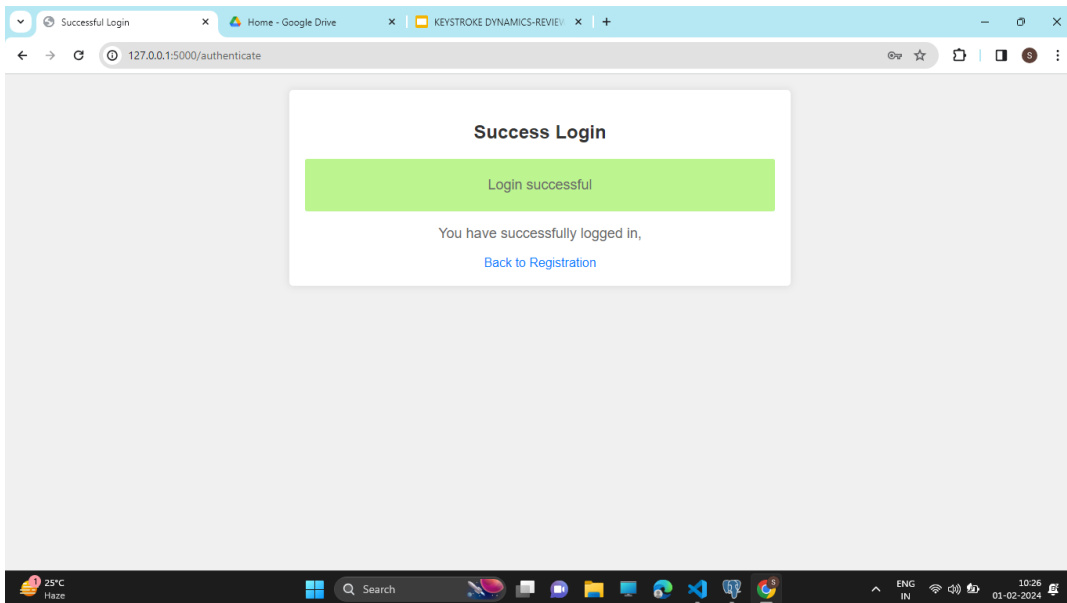 Successful Login
Home - Google Drive
KEYSTROKE DYNAMICS-REVIEW
127.0.0.1:5000/authenticate
S
Success Login
Login successful
You have successfully logged in,
Back to Registration
1
25°C
Haze
Search
S
ENG
IN
10:26
01-02-2024